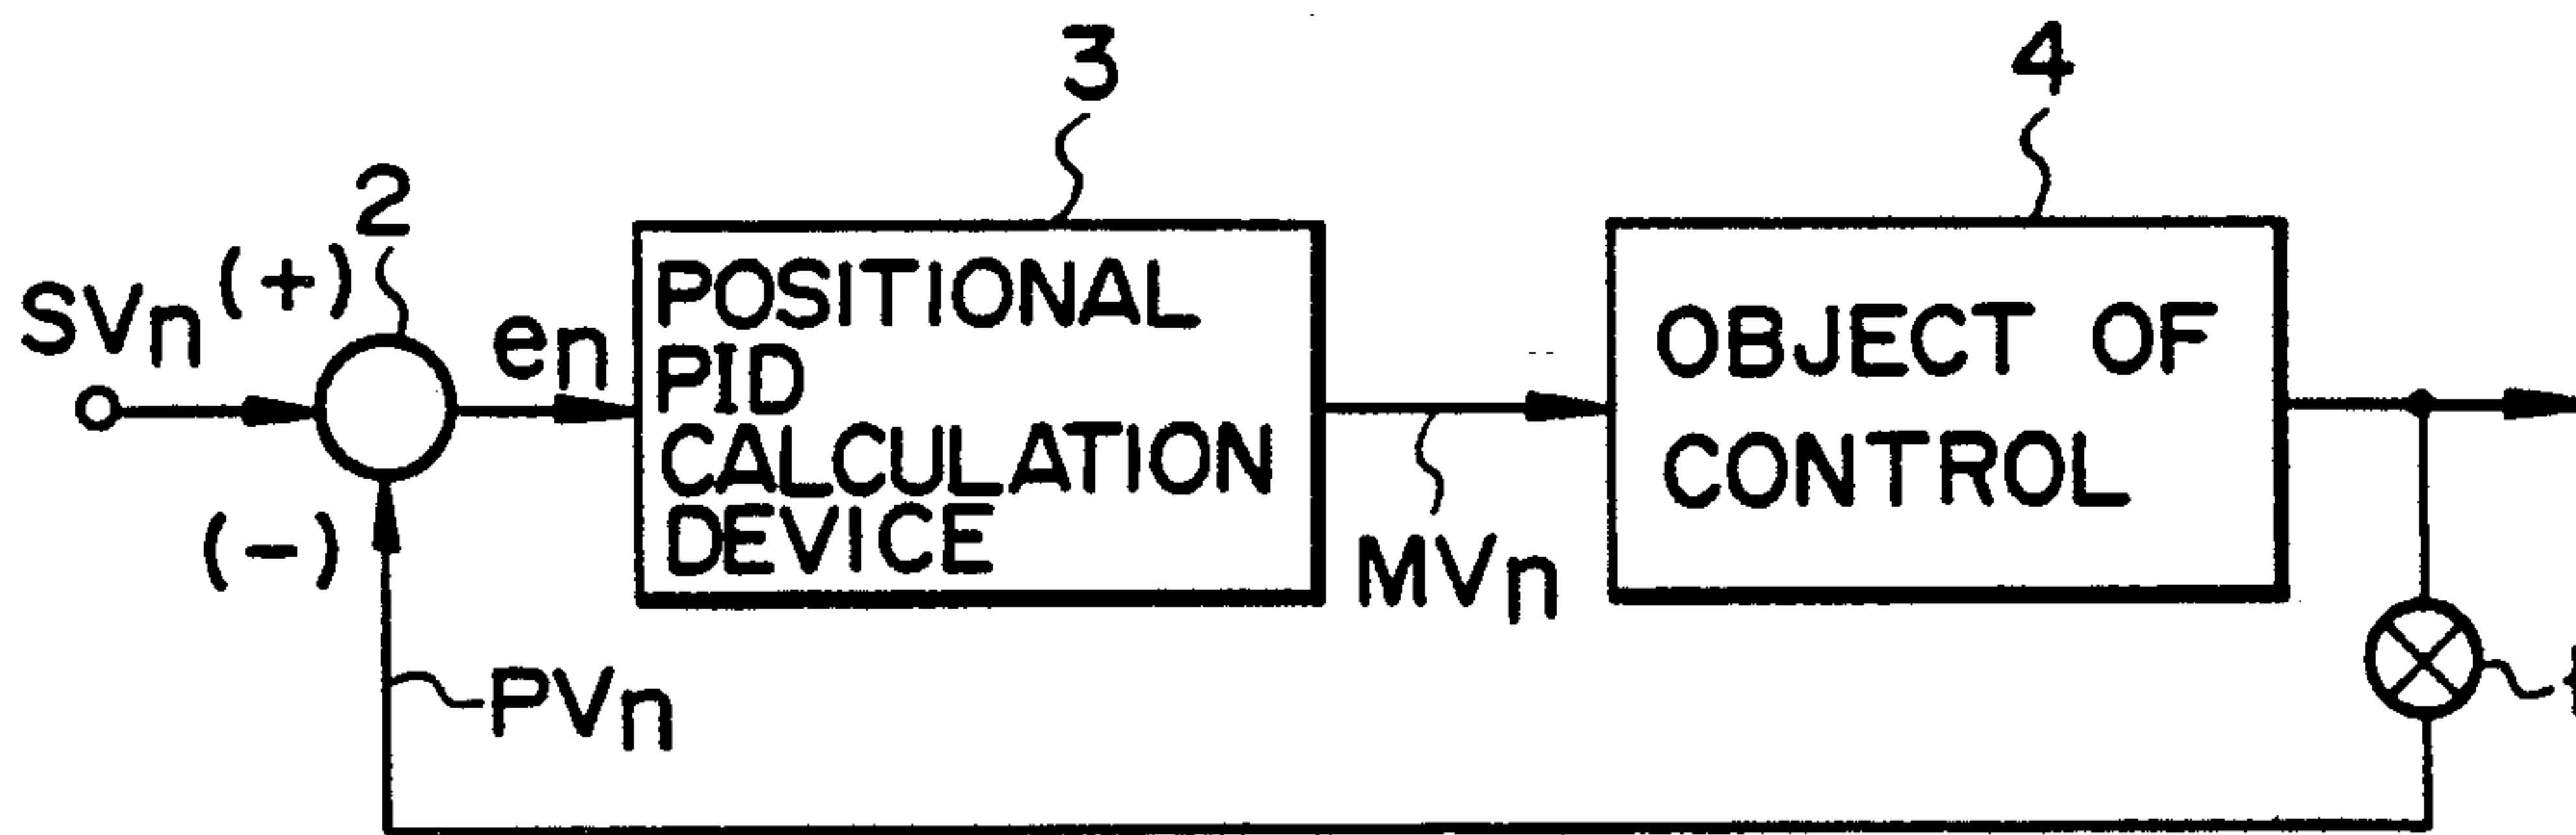 3
4
2
SVn (+)
en
POSITIONAL
PID
CALCULATION
DEVICE
MVn
OBJECT OF
CONTROL
(-)
PVn